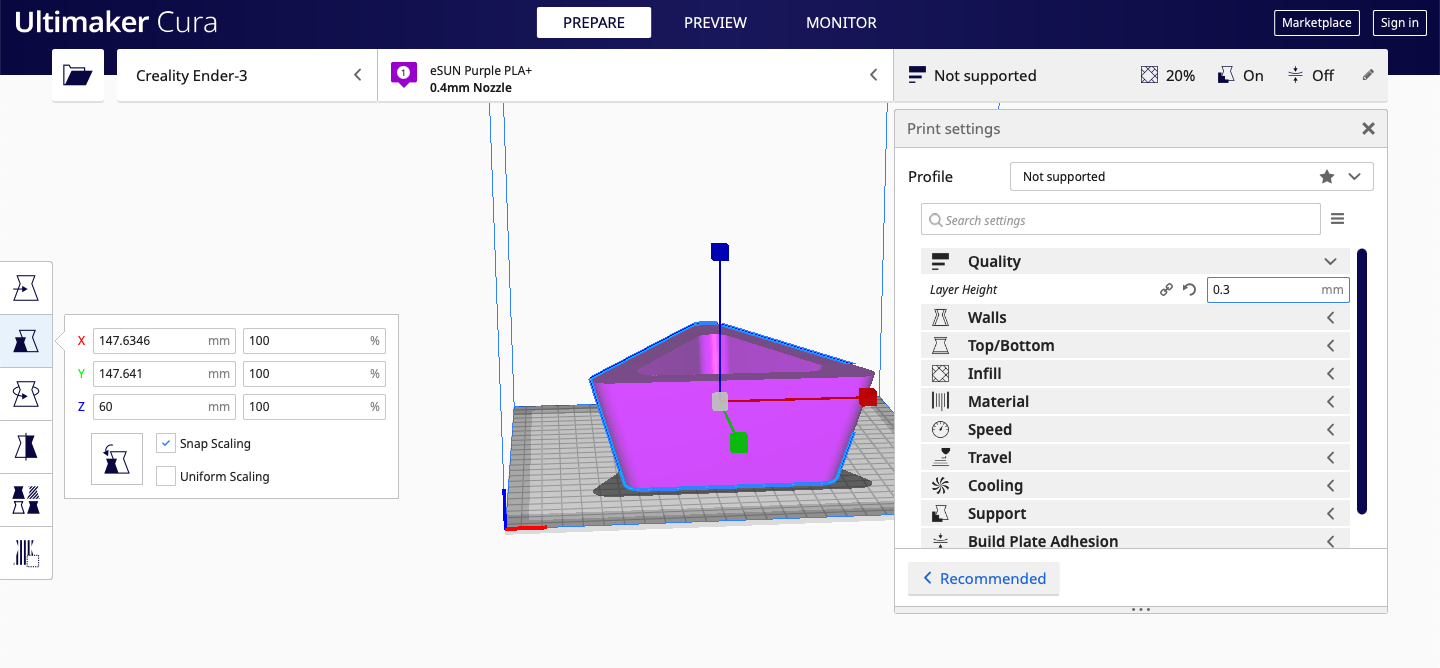 Ultimaker Cura
PREPARE PREVIEW MONITOR
Marketplace Sign in
Creality Ender-3
1
eSUN Purple PLA+
0.4mm Nozzle
Not supported 20% On Off
Print settings
Profile Not supported
Search settings
Quality
Layer Height 0.3 mm
Walls
Top/Bottom
Infill
Material
Speed
Travel
Cooling
Support
Build Plate Adhesion
Recommended
X 147.6346 mm 100 %
Y 147.641 mm 100 %
Z 60 mm 100 %
Snap Scaling
Uniform Scaling